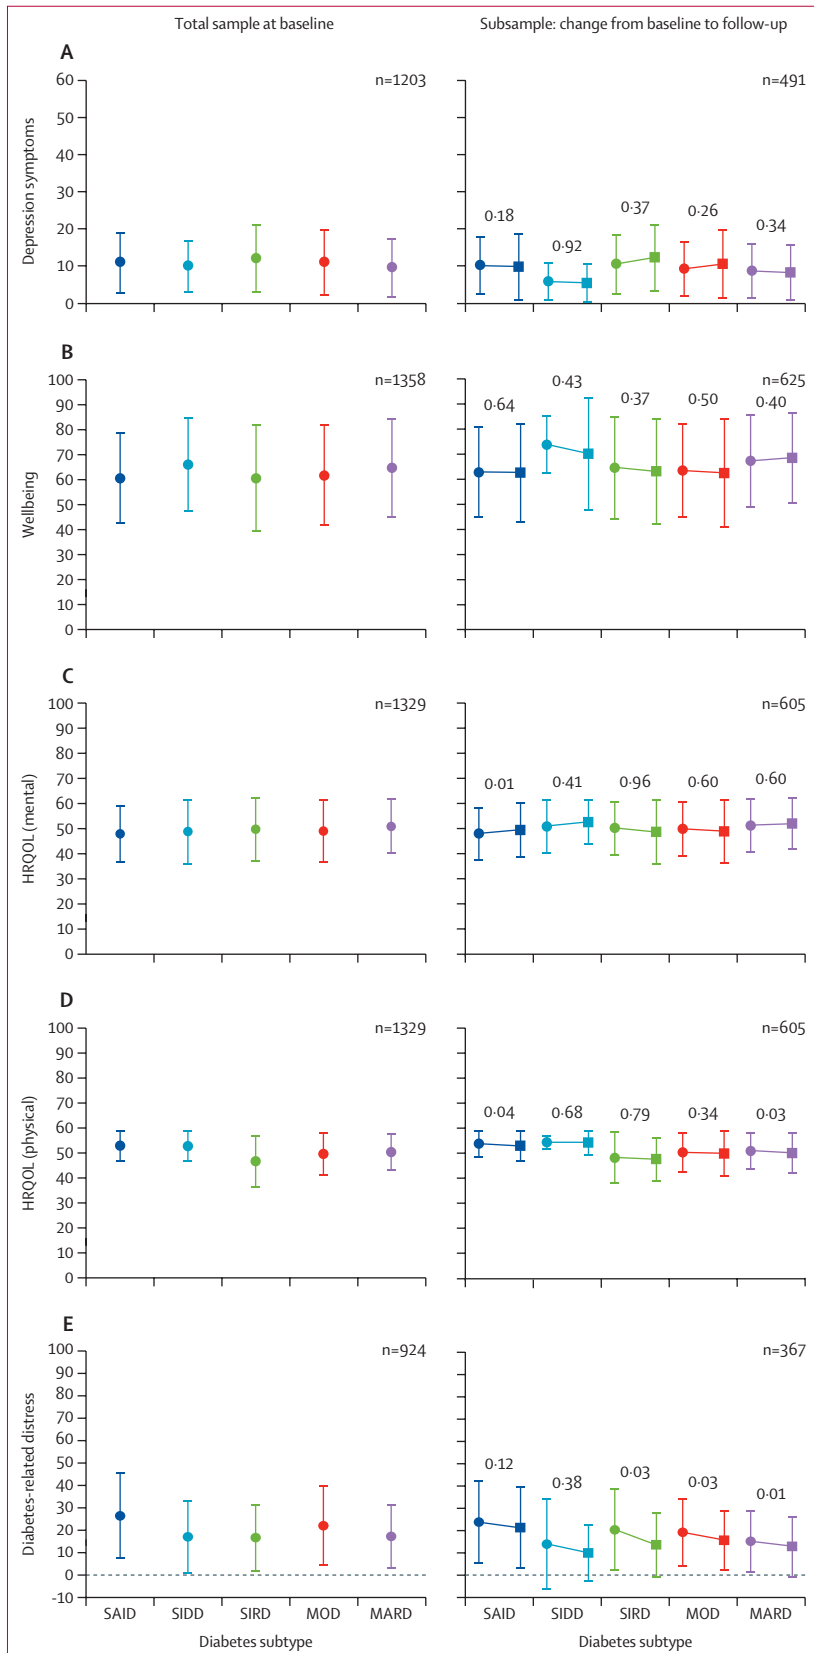 Total sample at baseline
Subsample: change from baseline to follow-up
A
Depression symptoms
60
50
40
30
20
10
0
n=1203
n=491
0·18
0·92
0·37
0·26
0·34
B
Wellbeing
100
90
80
70
60
50
40
30
20
10
0
n=1358
n=625
0·64
0·43
0·37
0·50
0·40
C
HRQOL (mental)
100
90
80
70
60
50
40
30
20
10
0
n=1329
n=605
0·01
0·41
0·96
0·60
0·60
D
HRQOL (physical)
100
90
80
70
60
50
40
30
20
10
0
n=1329
n=605
0·04
0·68
0·79
0·34
0·03
E
Diabetes-related distress
100
90
80
70
60
50
40
30
20
10
0
-10
n=924
n=367
0·12
0·38
0·03
0·03
0·01
SAID SIDD SIRD MOD MARD
Diabetes subtype
SAID SIDD SIRD MOD MARD
Diabetes subtype